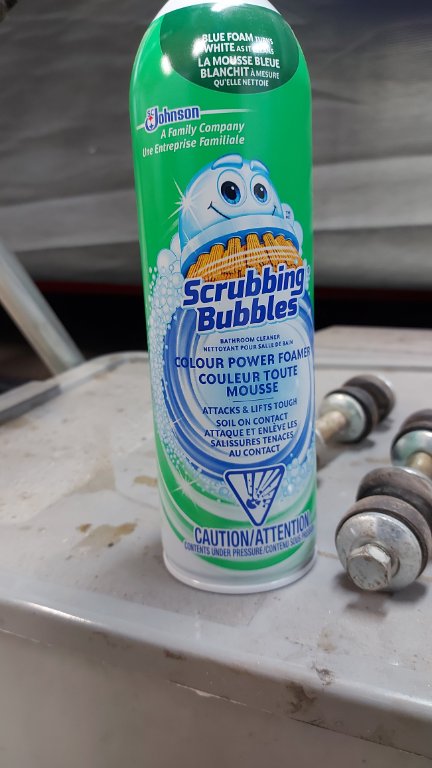 BLUE FOAM TURNS
WHITE AS IT CLEANS
LA MOUSSE BLEUE
BLANCHIT À MESURE
QU'ELLE NETTOIE
SC Johnson
A Family Company
Une Entreprise Familiale
Scrubbing
Bubbles
BATHROOM CLEANER
NETTOYANT POUR SALLE DE BAIN
COLOUR POWER FOAMER
COULEUR TOUTE
MOUSSE
ATTACKS & LIFTS TOUGH
SOIL ON CONTACT
ATTAQUE ET ENLÈVE LES
SALISSURES TENACES
AU CONTACT
CAUTION/ATTENTION
CONTENTS UNDER PRESSURE/CONTENU SOUS